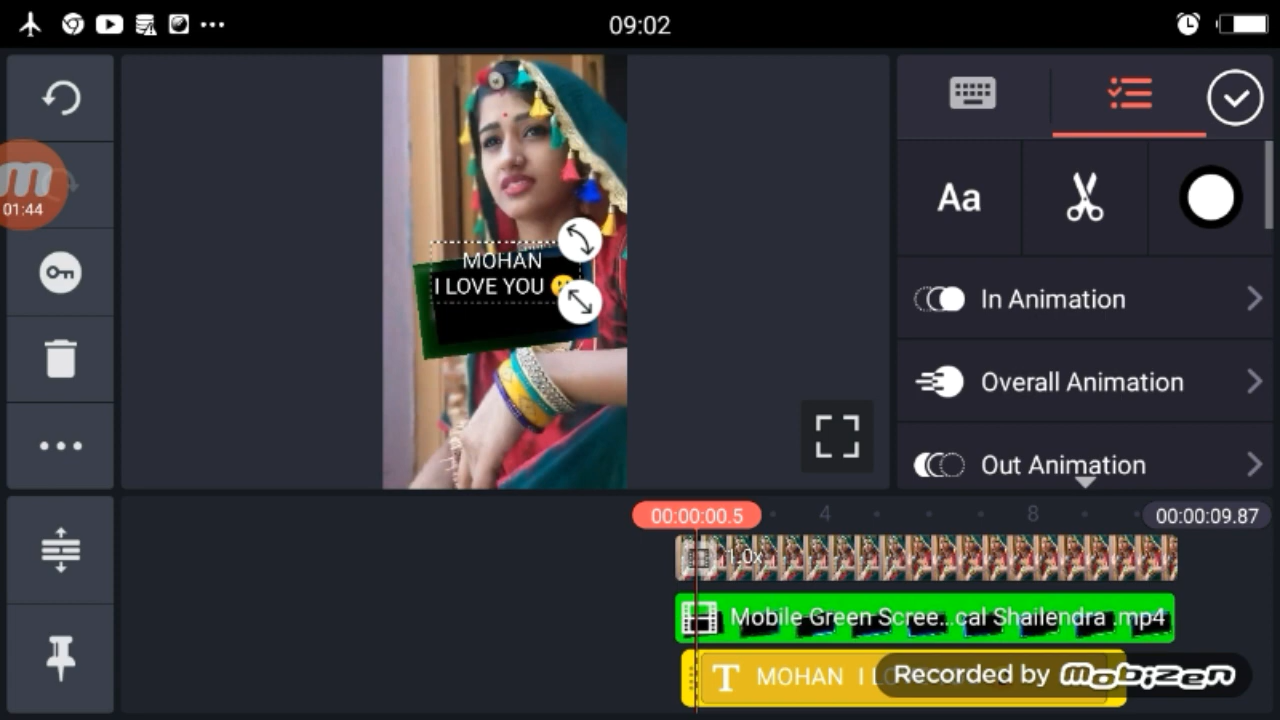 09:02
01:44
MOHAN
I LOVE YOU
Aa
In Animation
Overall Animation
Out Animation
00:00:00.5
4
8
00:00:09.87
1.0x
Mobile Green Scree...cal Shailendra .mp4
T MOHAN I L
Recorded by mobizen